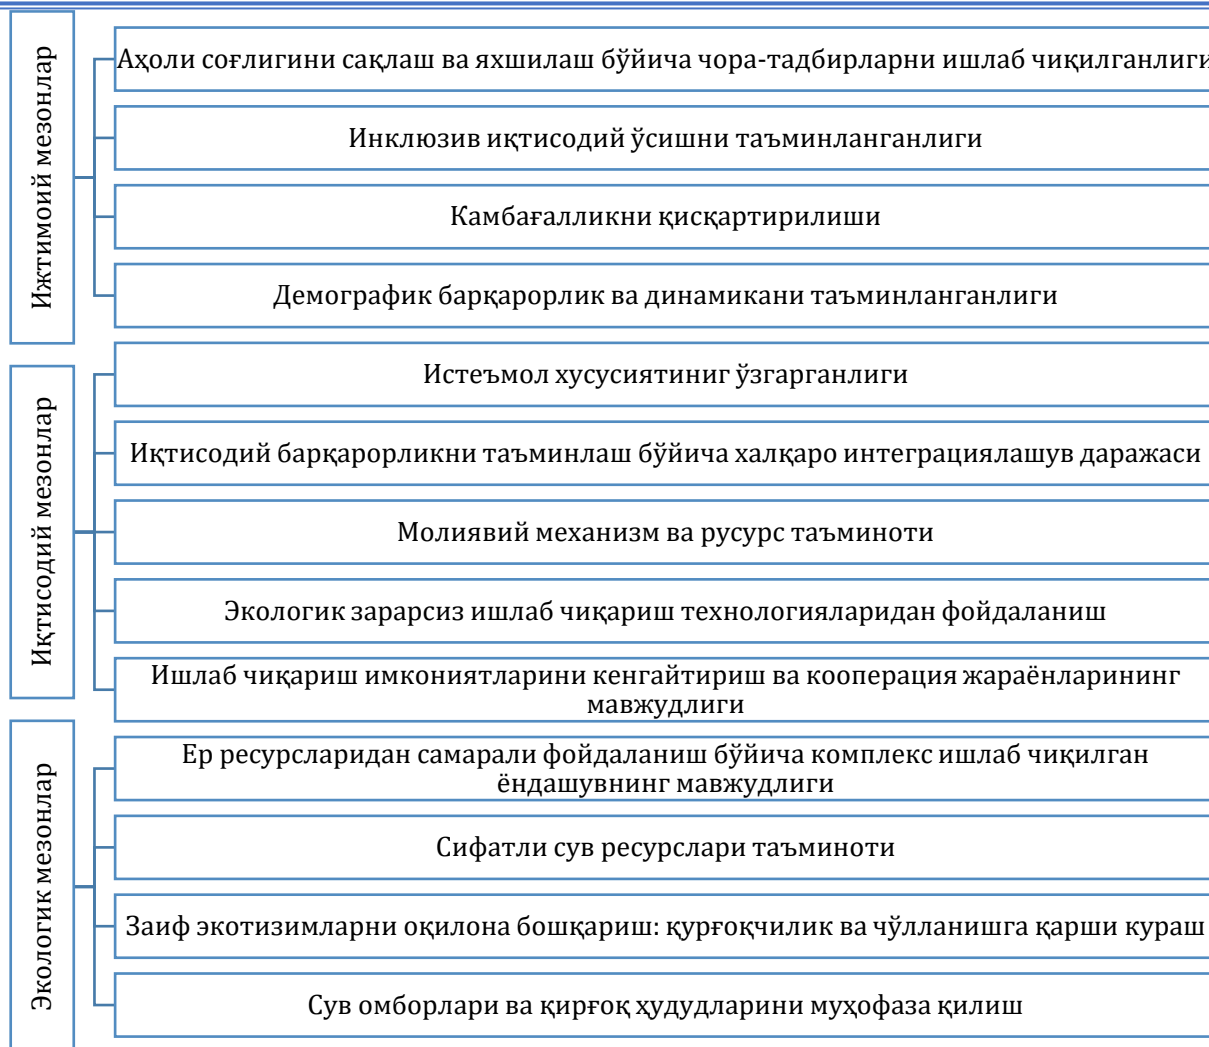 Ижтимоий мезонлар
Аҳоли соғлигини сақлаш ва яхшилаш бўйича чора-тадбирларни ишлаб чиқилганлиги
Инклюзив иқтисодий ўсишни таъминланганлиги
Камбағалликни қисқартирилиши
Демографик барқарорлик ва динамикани таъминланганлиги
Иқтисодий мезонлар
Истеъмол хусусиятиниг ўзгарганлиги
Иқтисодий барқарорликни таъминлаш бўйича халқаро интеграциялашув даражаси
Молиявий механизм ва русурс таъминоти
Экологик зарарсиз ишлаб чиқариш технологияларидан фойдаланиш
Ишлаб чиқариш имкониятларини кенгайтириш ва кооперация жараёнларининг
мавжудлиги
Экологик мезонлар
Ер ресурсларидан самарали фойдаланиш бўйича комплекс ишлаб чиқилган
ёндашувнинг мавжудлиги
Сифатли сув ресурслари таъминоти
Заиф экотизимларни оқилона бошқариш: қурғоқчилик ва чўлланишга қарши кураш
Сув омборлари ва қирғоқ ҳудудларини муҳофаза қилиш